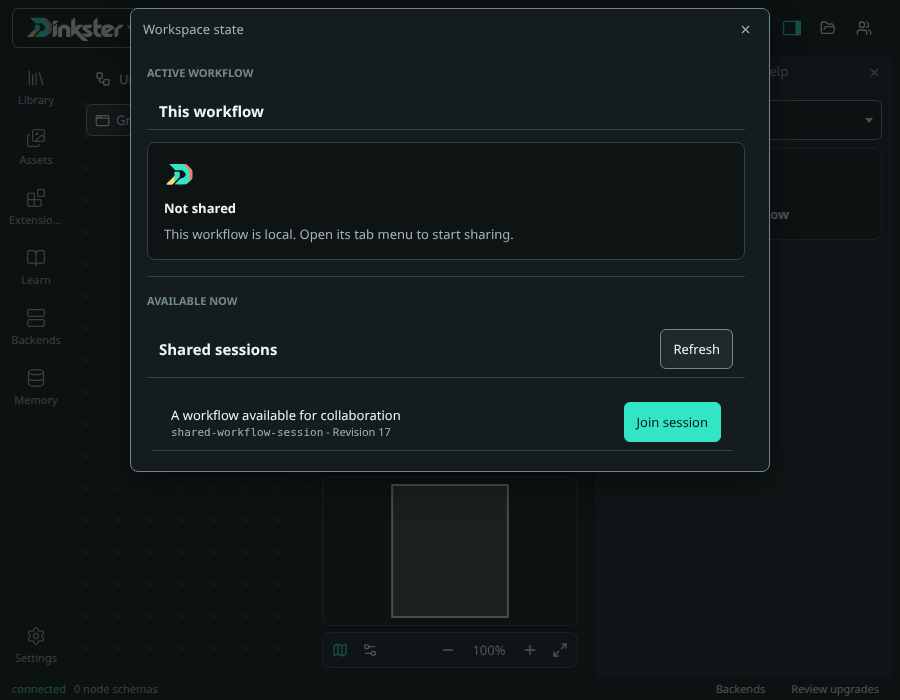 Dinkster
Workspace state
×
ACTIVE WORKFLOW
This workflow
Not shared
This workflow is local. Open its tab menu to start sharing.
AVAILABLE NOW
Shared sessions
Refresh
A workflow available for collaboration
shared-workflow-session - Revision 17
Join session
Library
Assets
Extensio...
Learn
Backends
Memory
Settings
100%
connected
0 node schemas
Backends
Review upgrades